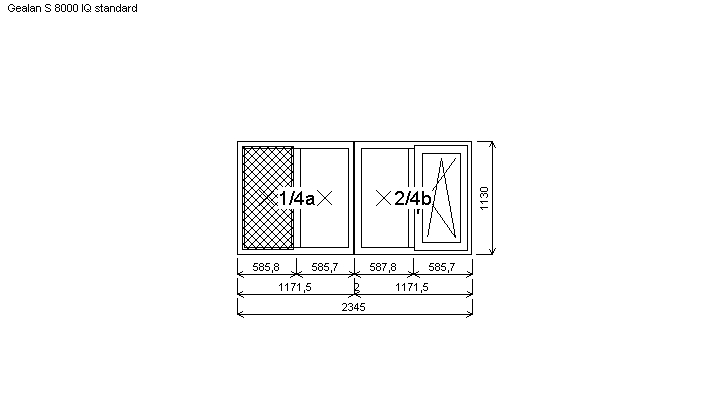 Gealan S 8000 IQ standard
1/4a
2/4b
1130
585,8 585,7 587,8 585,7
1171,5 2 1171,5
2345